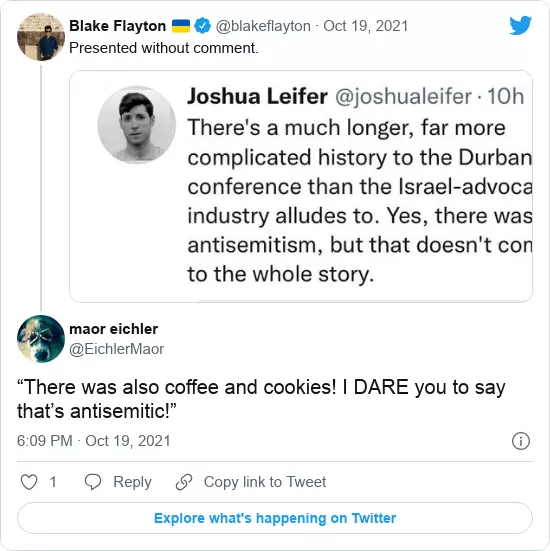 Blake Flayton @blakeflayton · Oct 19, 2021
Presented without comment.
Joshua Leifer @joshualeifer · 10h
There's a much longer, far more
complicated history to the Durban
conference than the Israel-advoca
industry alludes to. Yes, there was
antisemitism, but that doesn't con
to the whole story.
maor eichler
@EichlerMaor
“There was also coffee and cookies! I DARE you to say
that’s antisemitic!”
6:09 PM · Oct 19, 2021
1 Reply Copy link to Tweet
Explore what's happening on Twitter